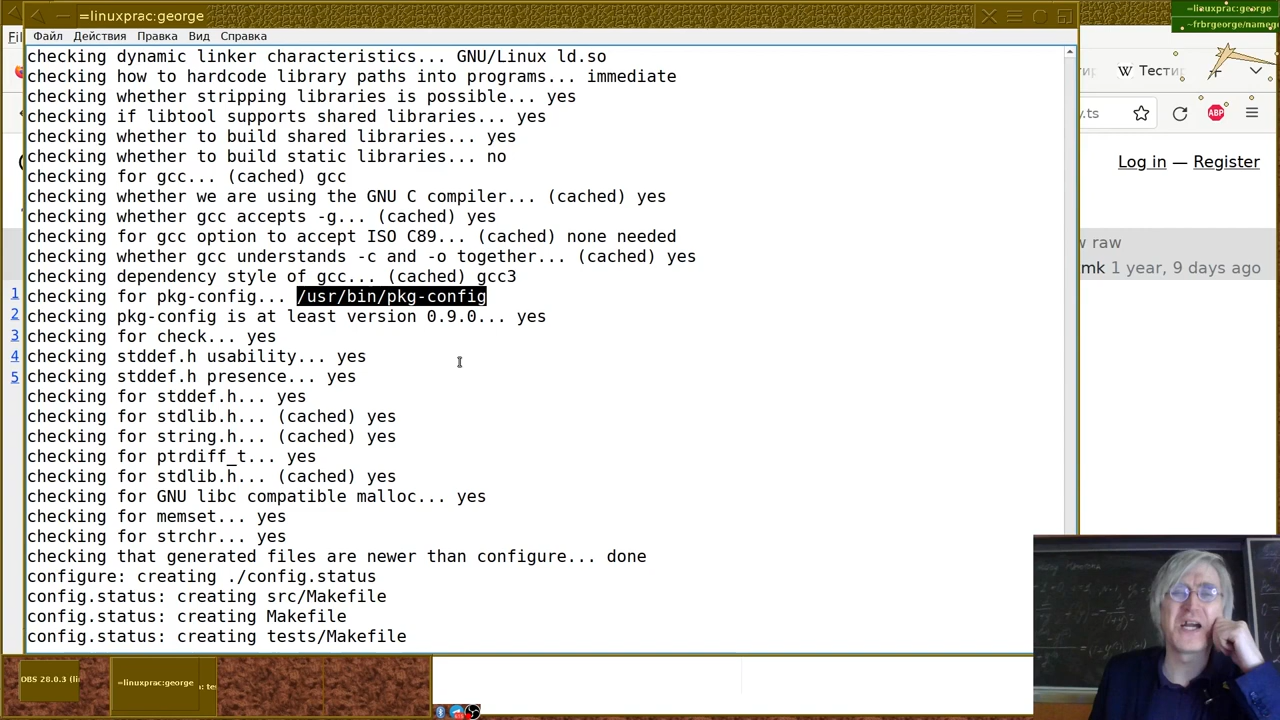 =linuxprac:george
=linuxprac:george
~frbrgeorge/nameg
Файл Действия Правка Вид Справка
checking dynamic linker characteristics... GNU/Linux ld.so
checking how to hardcode library paths into programs... immediate
checking whether stripping libraries is possible... yes
checking if libtool supports shared libraries... yes
checking whether to build shared libraries... yes
checking whether to build static libraries... no
checking for gcc... (cached) gcc
checking whether we are using the GNU C compiler... (cached) yes
checking whether gcc accepts -g... (cached) yes
checking for gcc option to accept ISO C89... (cached) none needed
checking whether gcc understands -c and -o together... (cached) yes
checking dependency style of gcc... (cached) gcc3
checking for pkg-config... /usr/bin/pkg-config
checking pkg-config is at least version 0.9.0... yes
checking for check... yes
checking stddef.h usability... yes
checking stddef.h presence... yes
checking for stddef.h... yes
checking for stdlib.h... (cached) yes
checking for string.h... (cached) yes
checking for ptrdiff_t... yes
checking for stdlib.h... (cached) yes
checking for GNU libc compatible malloc... yes
checking for memset... yes
checking for strchr... yes
checking that generated files are newer than configure... done
configure: creating ./config.status
config.status: creating src/Makefile
config.status: creating Makefile
config.status: creating tests/Makefile
Fil
W Тестир
y.ts
ABP
Log in — Register
w raw
mk 1 year, 9 days ago
1
2
3
4
5
OBS 28.0.3 (li
=linuxprac:george
n: te